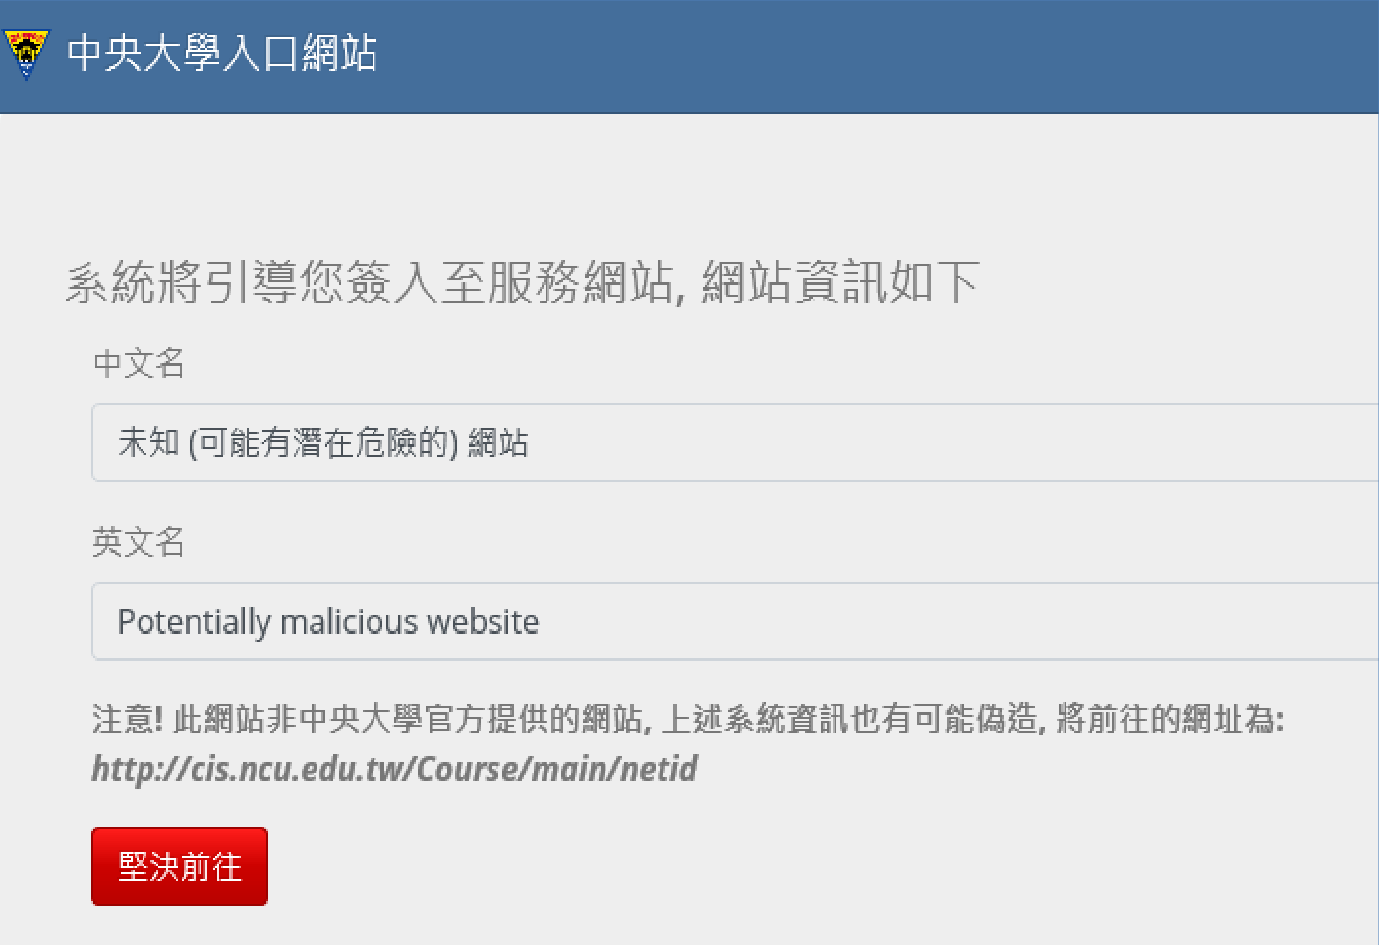 中央大學入口網站
系統將引導您簽入至服務網站, 網站資訊如下
中文名
未知 (可能有潛在危險的) 網站
英文名
Potentially malicious website
注意! 此網站非中央大學官方提供的網站, 上述系統資訊也有可能偽造, 將前往的網址為:
http://cis.ncu.edu.tw/Course/main/netid
堅決前往